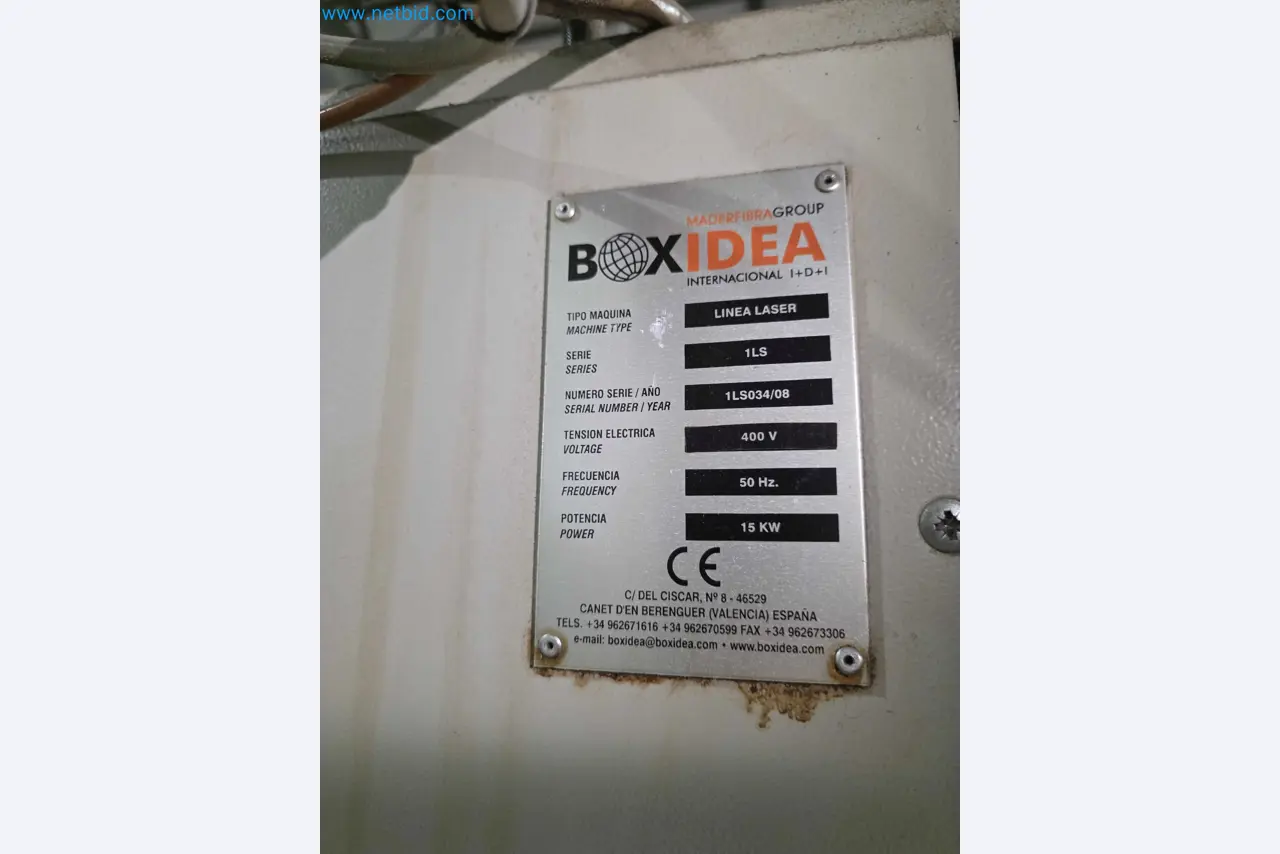 www.netbid.com
MADERFIBRAGROUP
BOXIDEA
INTERNACIONAL I+D+I
TIPO MAQUINA
MACHINE TYPE
LINEA LASER
SERIE
SERIES
1LS
NUMERO SERIE / AÑO
SERIAL NUMBER / YEAR
1LS034/08
TENSION ELECTRICA
VOLTAGE
400 V
FRECUENCIA
FREQUENCY
50 Hz.
POTENCIA
POWER
15 KW
CE
C/ DEL CISCAR, Nº 8 - 46529
CANET D'EN BERENGUER (VALENCIA) ESPAÑA
TELS. +34 962671616 +34 962670599 FAX +34 962673306
e-mail: boxidea@boxidea.com • www.boxidea.com